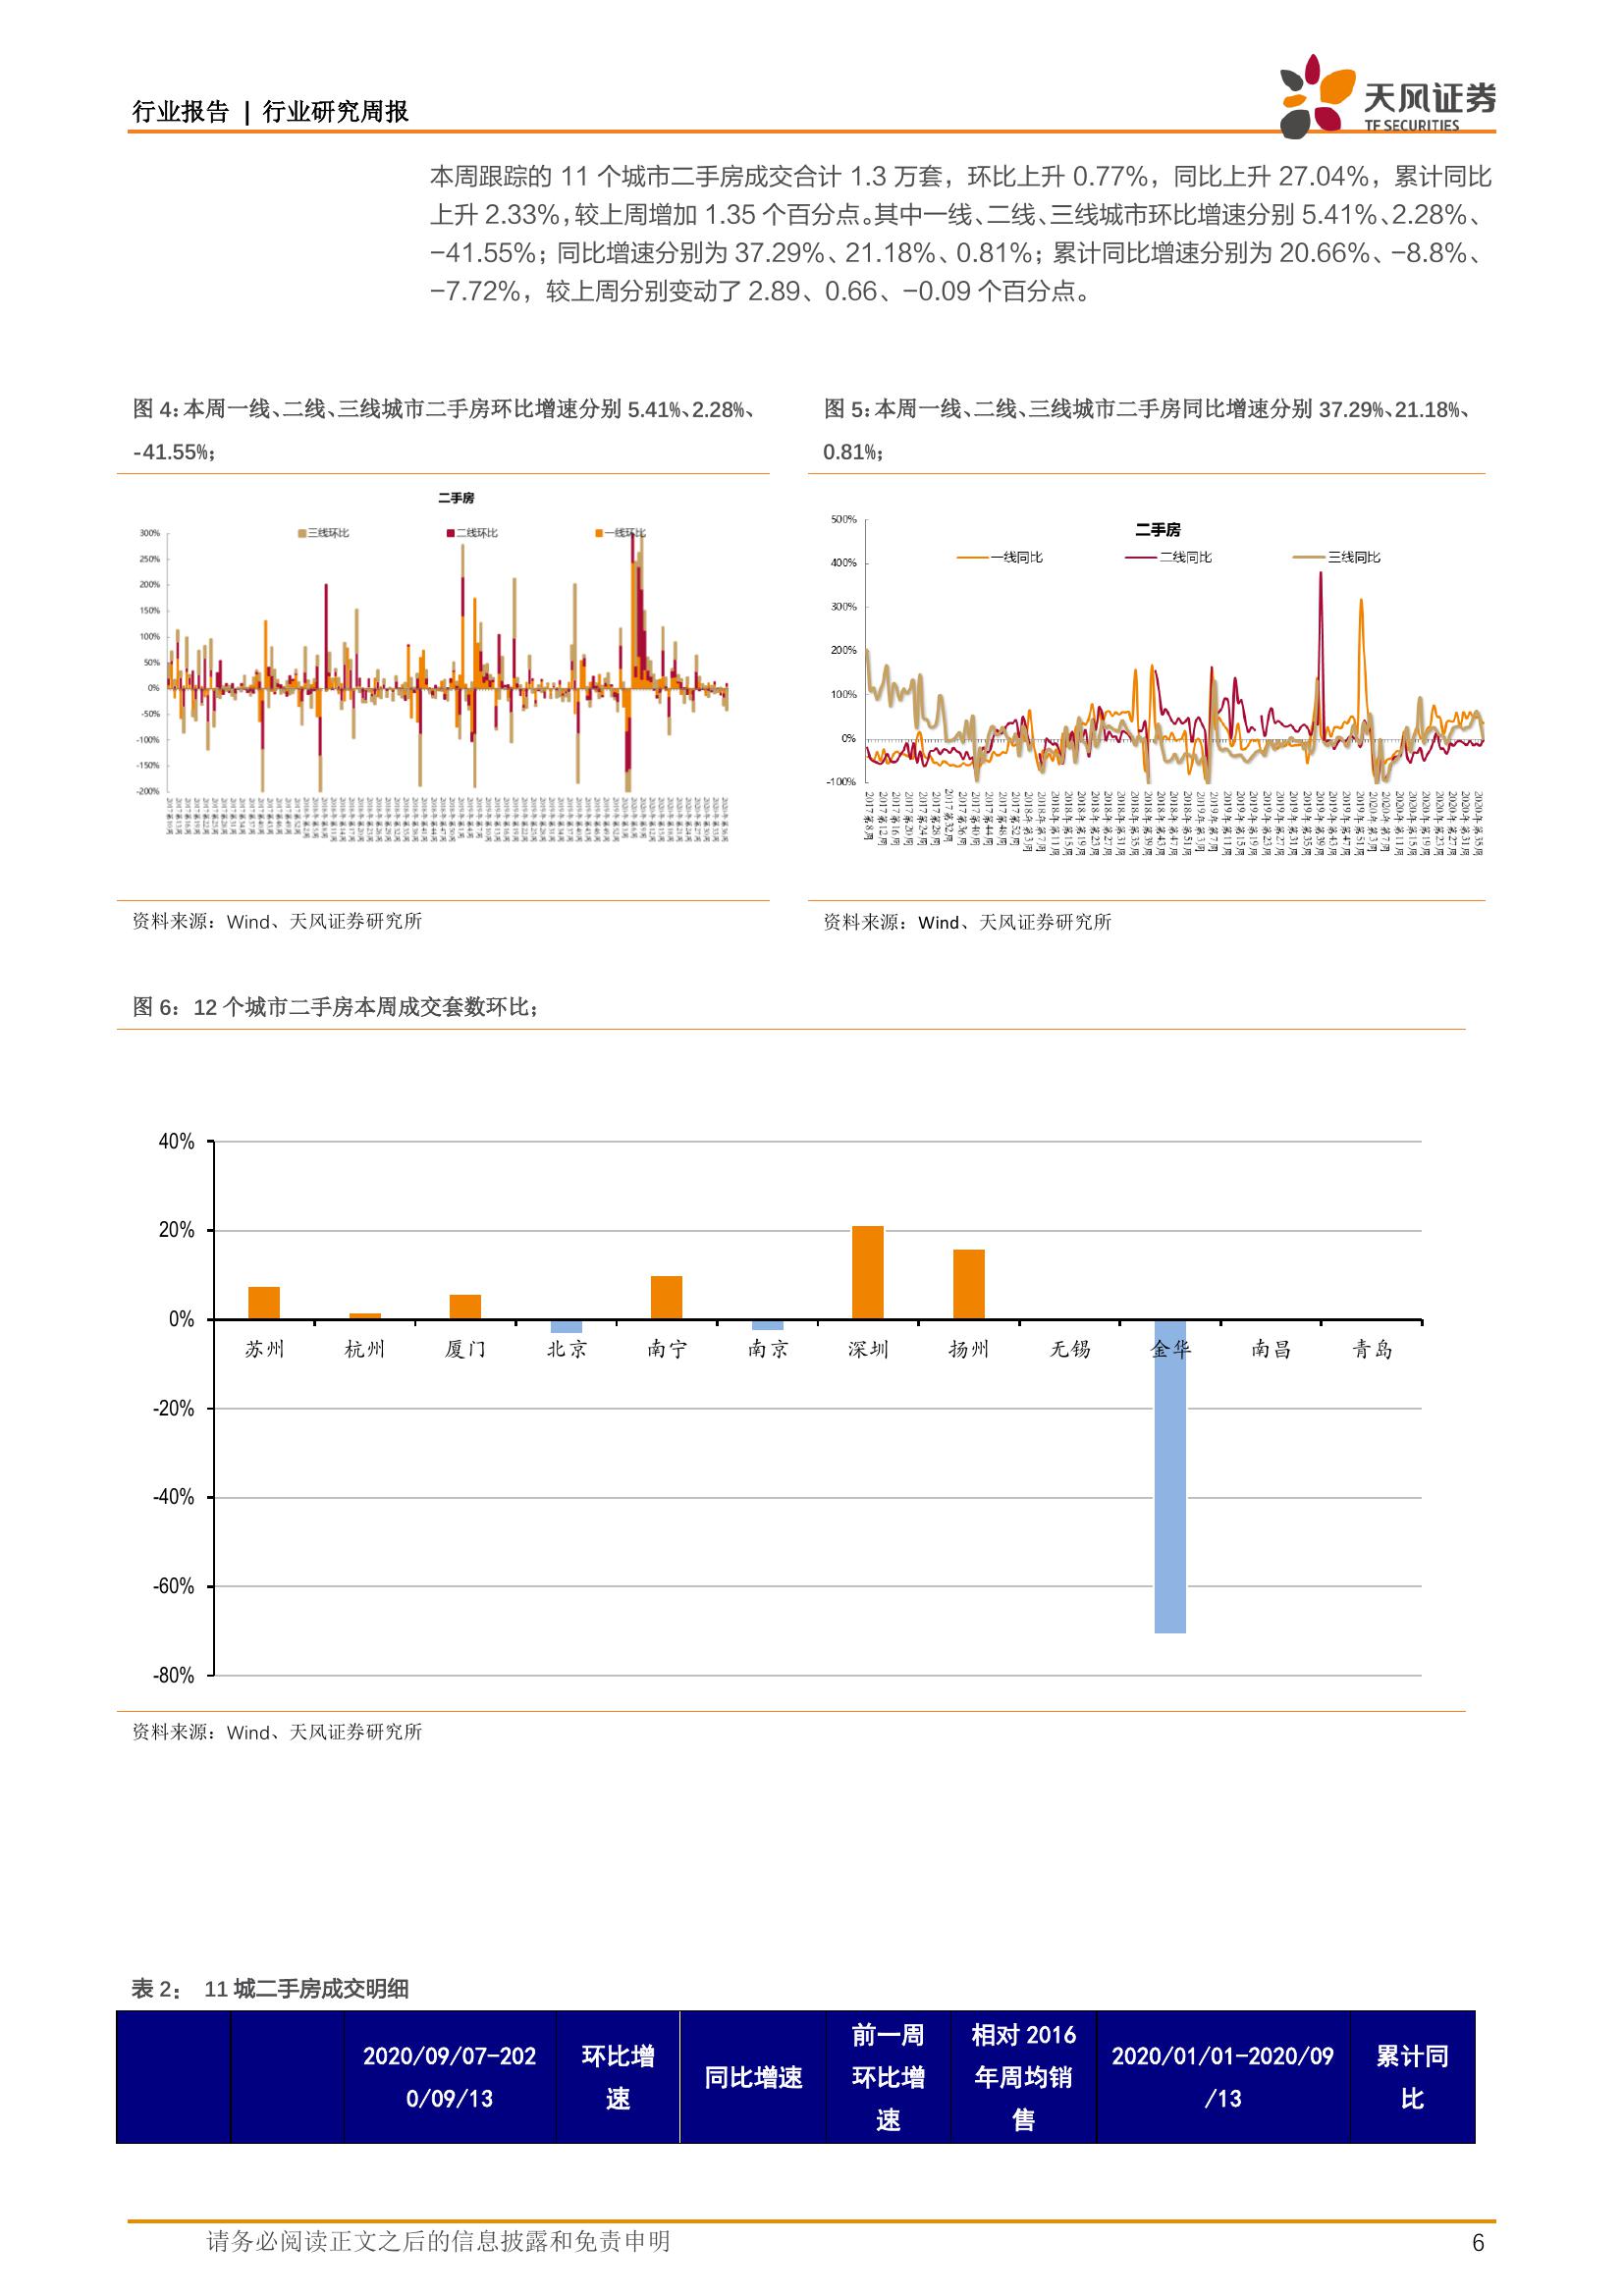 行业报告 | 行业研究周报
天风证券
TF SECURITIES
本周跟踪的 11 个城市二手房成交合计 1.3 万套，环比上升 0.77%，同比上升 27.04%，累计同比
上升 2.33%，较上周增加 1.35 个百分点。其中一线、二线、三线城市环比增速分别 5.41%、2.28%、
-41.55%；同比增速分别为 37.29%、21.18%、0.81%；累计同比增速分别为 20.66%、-8.8%、
-7.72%，较上周分别变动了 2.89、0.66、-0.09 个百分点。
图 4：本周一线、二线、三线城市二手房环比增速分别 5.41%、2.28%、
-41.55%；
二手房
三线环比 二线环比 一线环比
300%
250%
200%
150%
100%
50%
0%
-50%
-100%
-150%
-200%
资料来源：Wind、天风证券研究所
图 5：本周一线、二线、三线城市二手房同比增速分别 37.29%、21.18%、
0.81%；
二手房
一线同比 二线同比 三线同比
500%
400%
300%
200%
100%
0%
-100%
资料来源：Wind、天风证券研究所
图 6：12 个城市二手房本周成交套数环比；
40%
20%
0%
苏州 杭州 厦门 北京 南宁 南京 深圳 扬州 无锡 金华 南昌 青岛
-20%
-40%
-60%
-80%
资料来源：Wind、天风证券研究所
表 2： 11 城二手房成交明细
2020/09/07-202
0/09/13
环比增
速
同比增速
前一周
环比增
速
相对 2016
年周均销
售
2020/01/01-2020/09
/13
累计同
比
请务必阅读正文之后的信息披露和免责申明
6